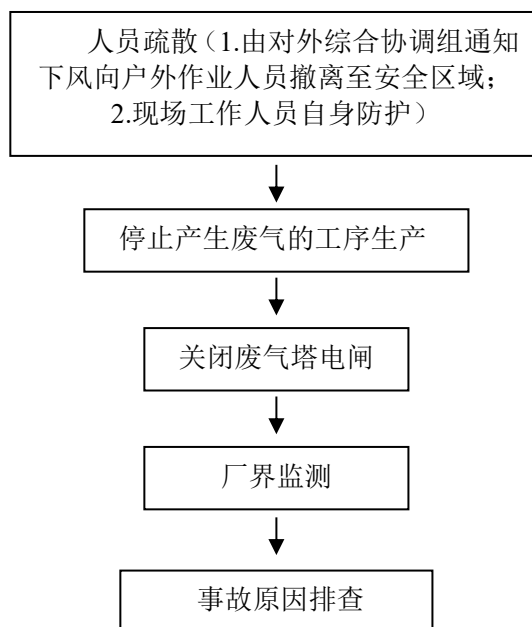 人员疏散（1.由对外综合协调组通知
下风向户外作业人员撤离至安全区域；
2.现场工作人员自身防护）
停止产生废气的工序生产
关闭废气塔电闸
厂界监测
事故原因排查